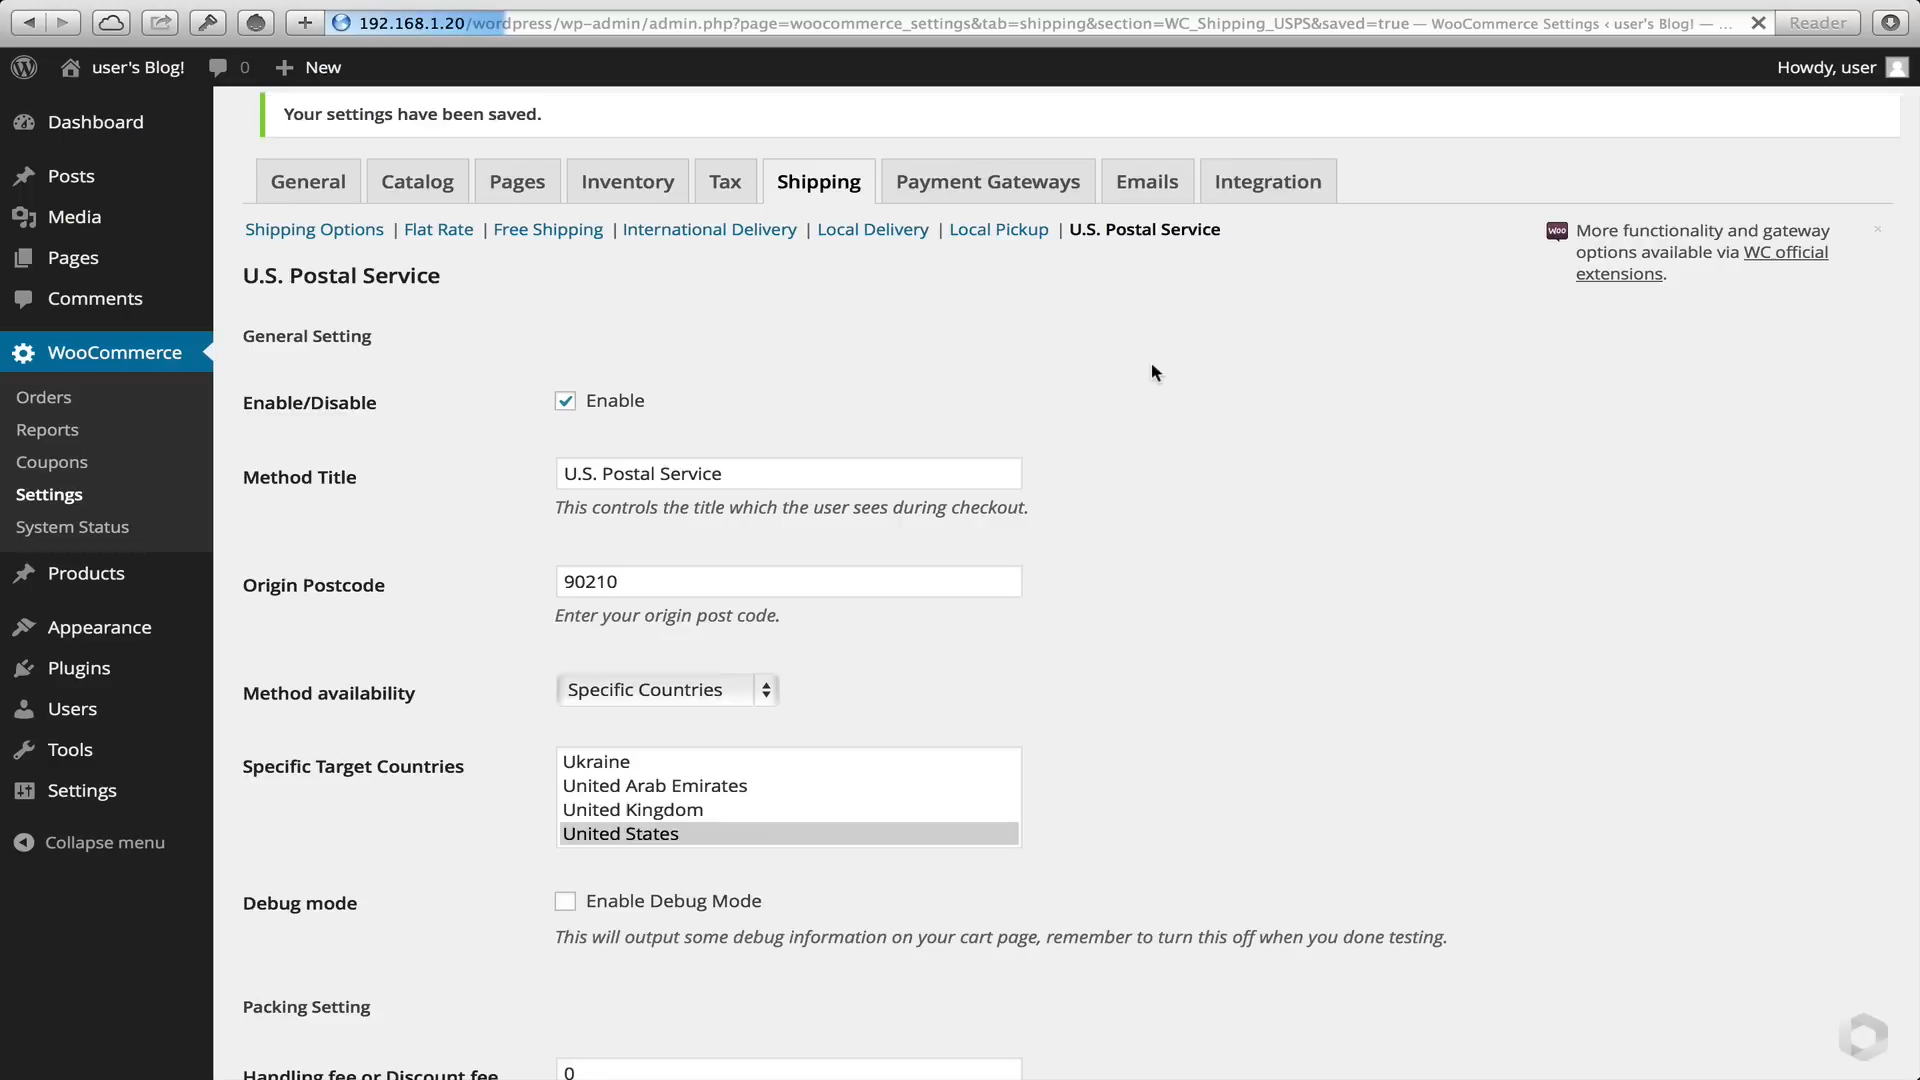 192.168.1.20/wordpress/wp-admin/admin.php?page=woocommerce_settings&tab=shipping&section=WC_Shipping_USPS&saved=true — WooCommerce Settings ‹ user's Blog! — ...
Reader
user's Blog! 0 New
Howdy, user
Your settings have been saved.
Dashboard
Posts
Media
Pages
Comments
WooCommerce
Orders
Reports
Coupons
Settings
System Status
Products
Appearance
Plugins
Users
Tools
Settings
Collapse menu
General Catalog Pages Inventory Tax Shipping Payment Gateways Emails Integration
Shipping Options | Flat Rate | Free Shipping | International Delivery | Local Delivery | Local Pickup | U.S. Postal Service
woo
More functionality and gateway
options available via WC official
extensions.
U.S. Postal Service
General Setting
Enable/Disable
Enable
Method Title
U.S. Postal Service
This controls the title which the user sees during checkout.
Origin Postcode
90210
Enter your origin post code.
Method availability
Specific Countries
Specific Target Countries
Ukraine
United Arab Emirates
United Kingdom
United States
Debug mode
Enable Debug Mode
This will output some debug information on your cart page, remember to turn this off when you done testing.
Packing Setting
Handling fee or Discount fee
0